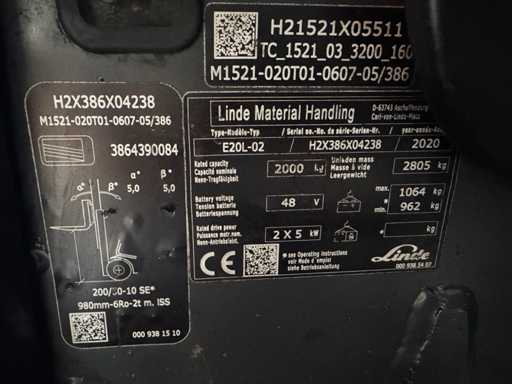 H21521X05511
TC_1521_03_3200_160
M1521-020T01-0607-05/386
H2X386X04238
M1521-020T01-0607-05/386
3864390084
α° β° α° β°
5,0 5,0 5,0 5,0
200/50-10 SE*
980mm-6Ro-2t m. ISS
000 938 15 10
Linde Material Handling
D-63743 Aschaffenburg
Carl-von-Linde-Platz
Type-Modèle-Typ / Serial no.-No. de série-Serien-Nr. / year-année-Baujahr
E20L-02 / H2X386X04238 / 2020
Rated capacity
Capacité nominale
Nenn-Tragfähigkeit
2000 kg
Unladen mass
Masse à vide
Leergewicht
2805 kg
Battery voltage
Tension batterie
Batteriespannung
48 V
max. 1064 kg
* min. 962 kg
Rated drive power
Puissance motr.nom.
Nenn-Antriebsleist.
2 X 5 kW
* kg
CE
* see Operating instructions
voir Mode d'emploi
siehe Betriebsanleitung
Linde
000 938 34 07